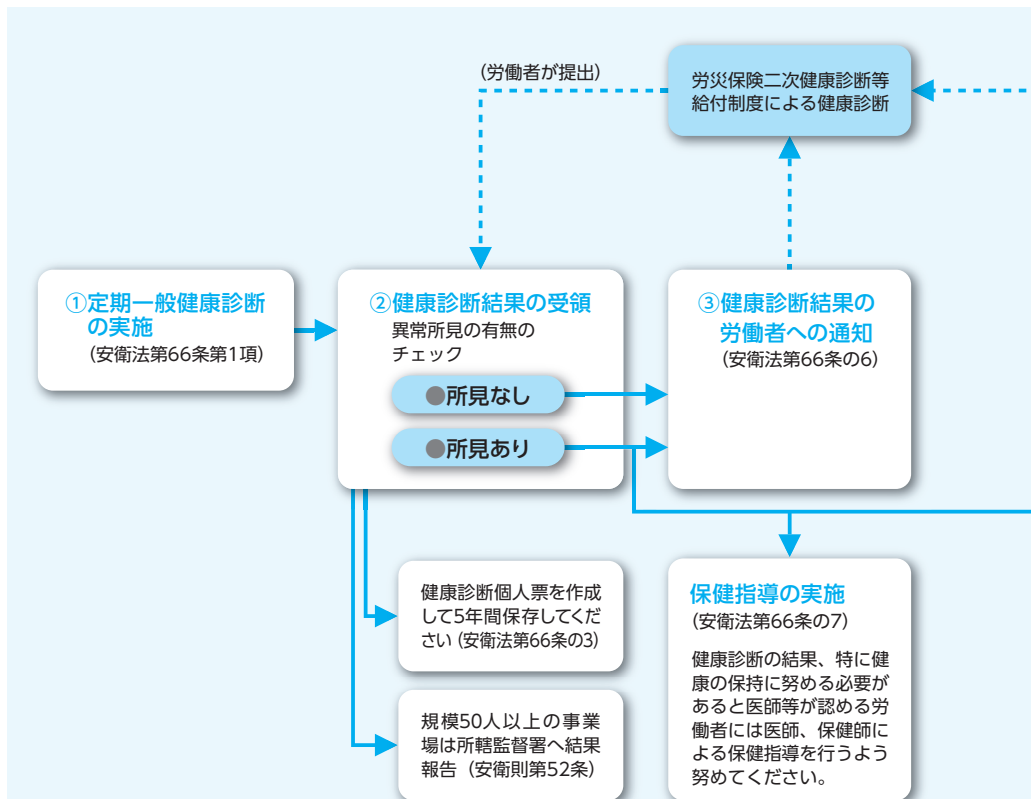 (労働者が提出)
労災保険二次健康診断等
給付制度による健康診断
①定期一般健康診断
の実施
(安衛法第66条第1項)
②健康診断結果の受領
異常所見の有無の
チェック
●所見なし
●所見あり
③健康診断結果の
労働者への通知
(安衛法第66条の6)
健康診断個人票を作成
して5年間保存してくだ
さい(安衛法第66条の3)
規模50人以上の事業
場は所轄監督署へ結果
報告(安衛則第52条)
保健指導の実施
(安衛法第66条の7)
健康診断の結果、特に健
康の保持に努める必要が
あると医師等が認める労
働者には医師、保健師に
よる保健指導を行うよう
努めてください。